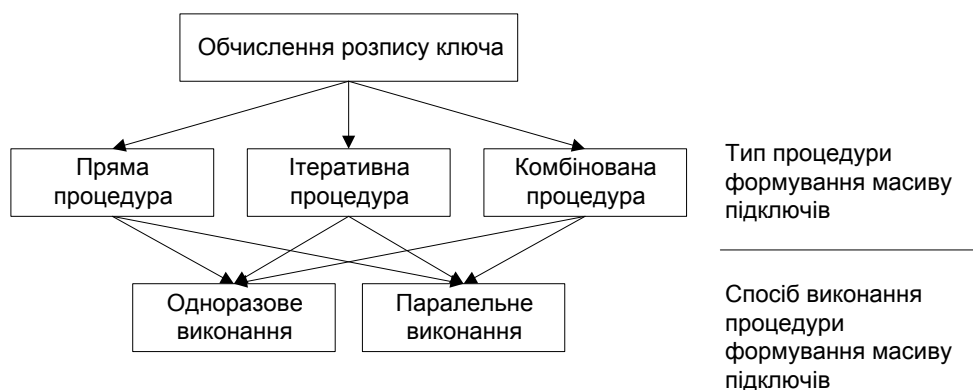 Обчислення розпису ключа
Пряма
процедура
Ітеративна
процедура
Комбінована
процедура
Тип процедури
формування масиву
підключів
Одноразове
виконання
Паралельне
виконання
Спосіб виконання
процедури
формування масиву
підключів